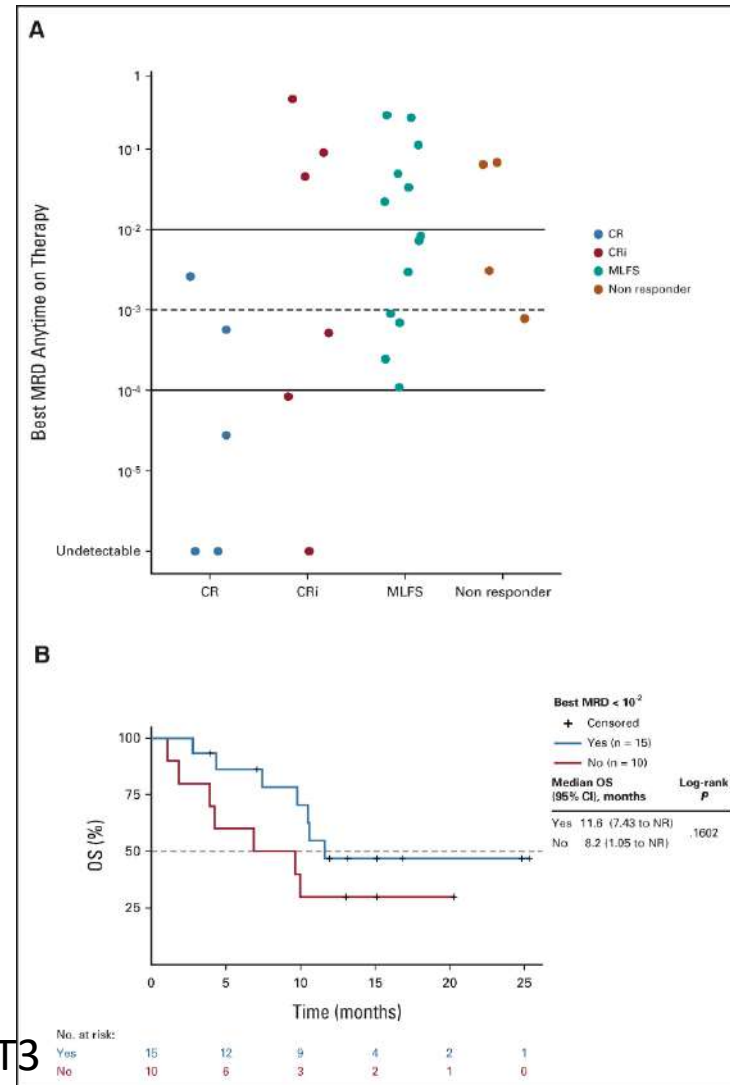 A
Best MRD Anytime on Therapy
1
10-1
10-2
10-3
10-4
10-5
Undetectable
CR
CRi
MLFS
Non responder
CR
CRi
MLFS
Non responder
B
OS (%)
100
75
50
25
0
5
10
15
20
25
Time (months)
Best MRD < 10-2
+ Censored
Yes (n = 15)
No (n = 10)
Median OS Log-rank
(95% CI), months P
Yes 11.6 (7.43 to NR)
.1602
No 8.2 (1.05 to NR)
No. at risk:
Yes 15 12 9 4 2 1
No 10 6 3 2 1 0
T3